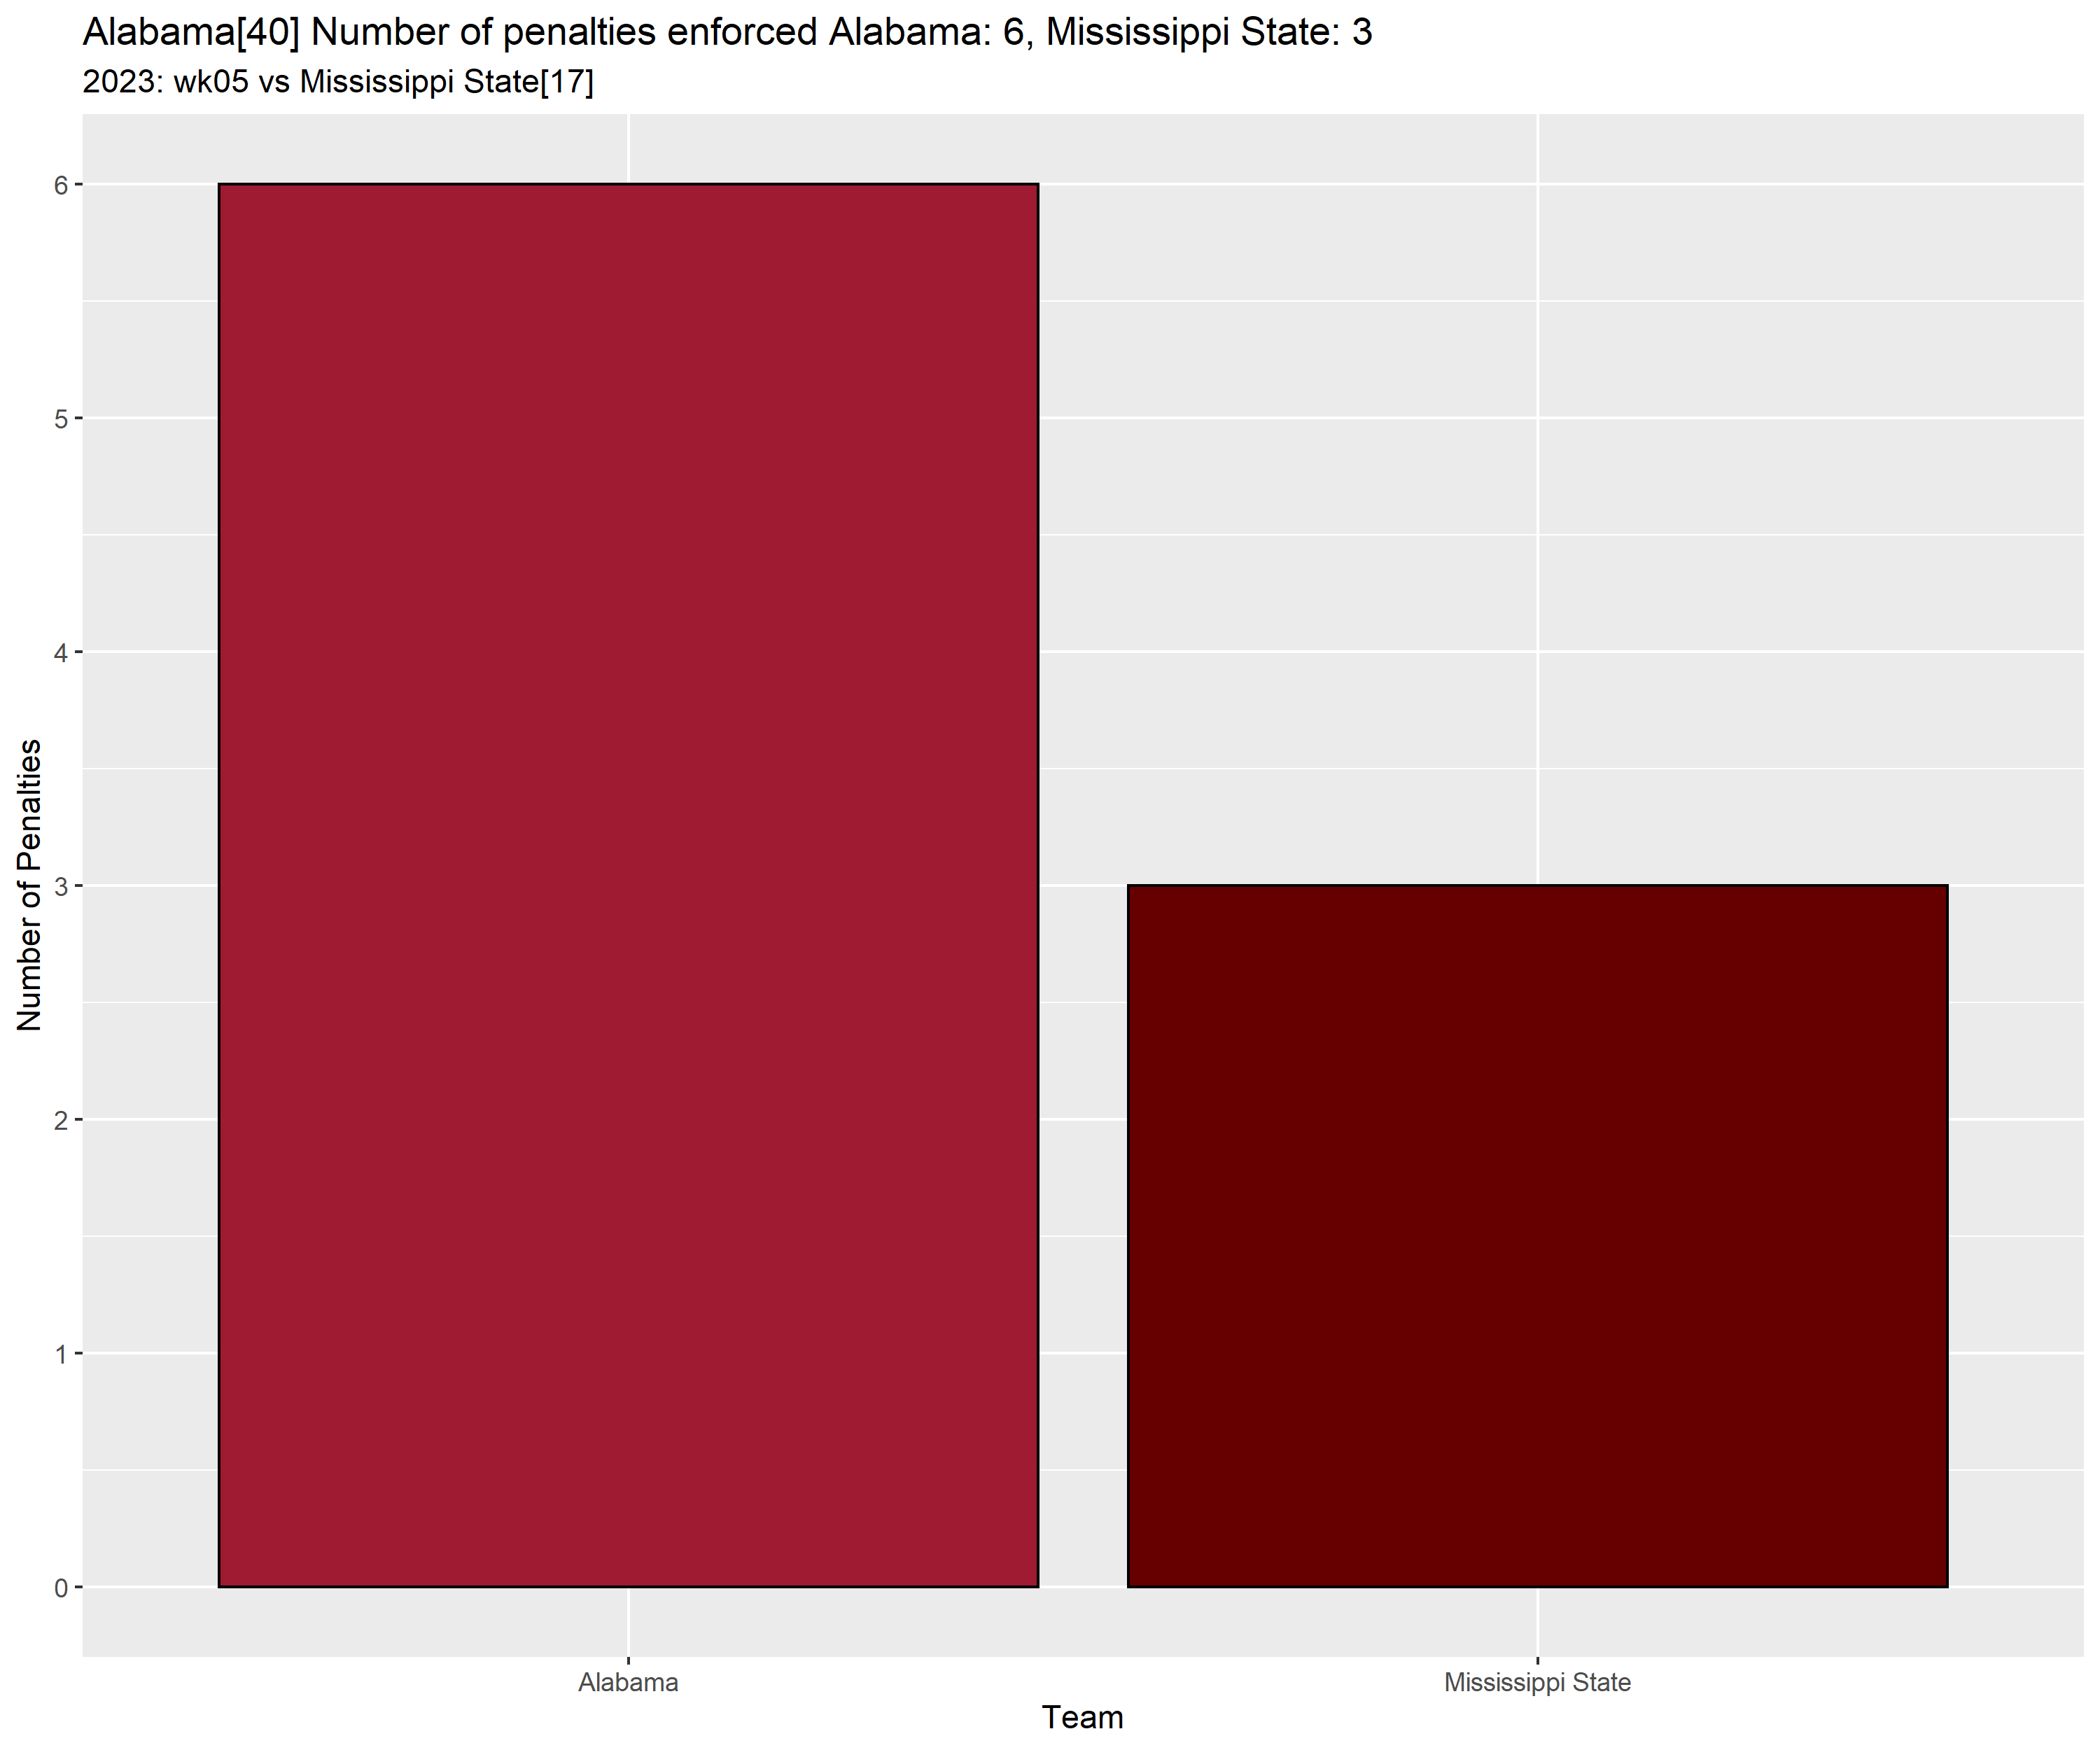 Alabama[40] Number of penalties enforced Alabama: 6, Mississippi State: 3
2023: wk05 vs Mississippi State[17]
Number of Penalties
6
5
4
3
2
1
0
Alabama
Mississippi State
Team